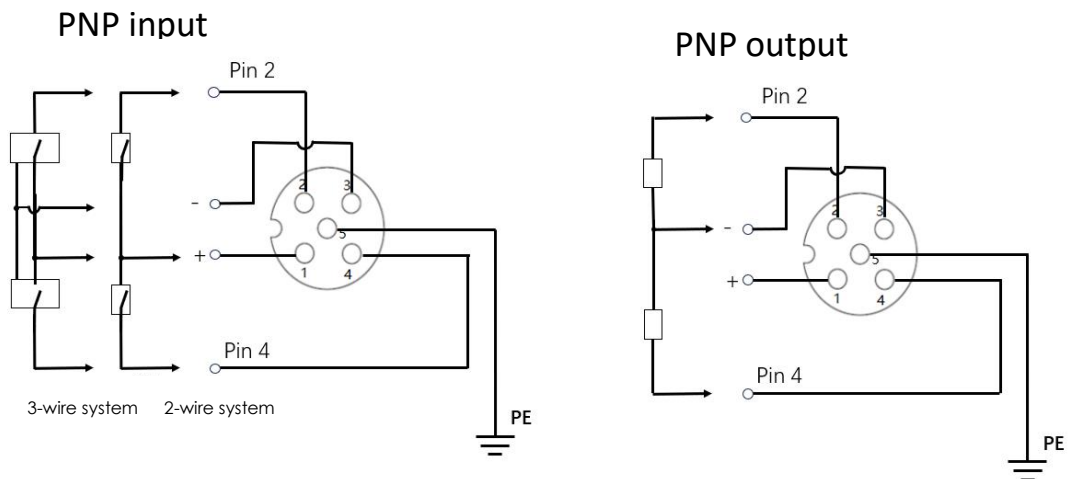 PNP input
Pin 2
2
3
-
5
+
1
4
Pin 4
3-wire system
2-wire system
PE
PNP output
Pin 2
2
3
-
5
+
1
4
Pin 4
PE